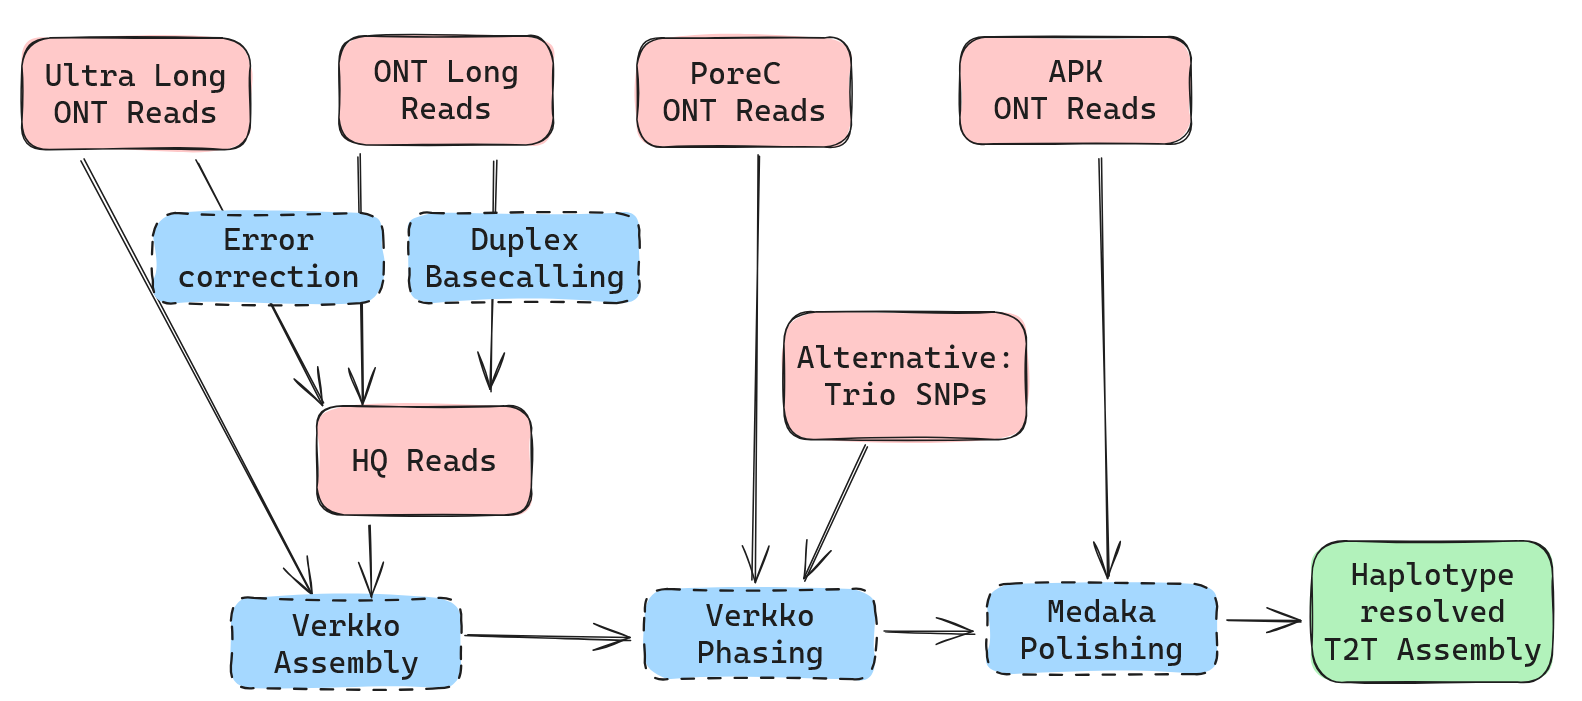 Ultra Long
ONT Reads
ONT Long
Reads
PoreC
ONT Reads
APK
ONT Reads
Error
correction
Duplex
Basecalling
Alternative:
Trio SNPs
HQ Reads
Verkko
Assembly
Verkko
Phasing
Medaka
Polishing
Haplotype
resolved
T2T Assembly